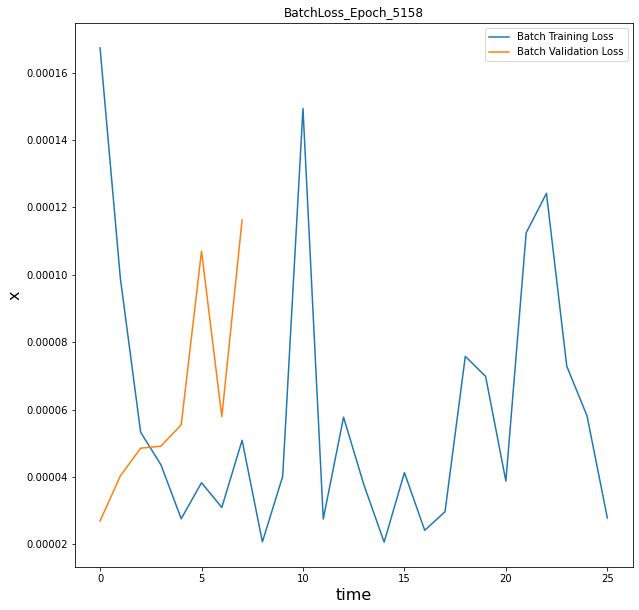 BatchLoss_Epoch_5158
Batch Training Loss
Batch Validation Loss
0.00016
0.00014
0.00012
0.00010
0.00008
0.00006
0.00004
0.00002
x
0 5 10 15 20 25
time